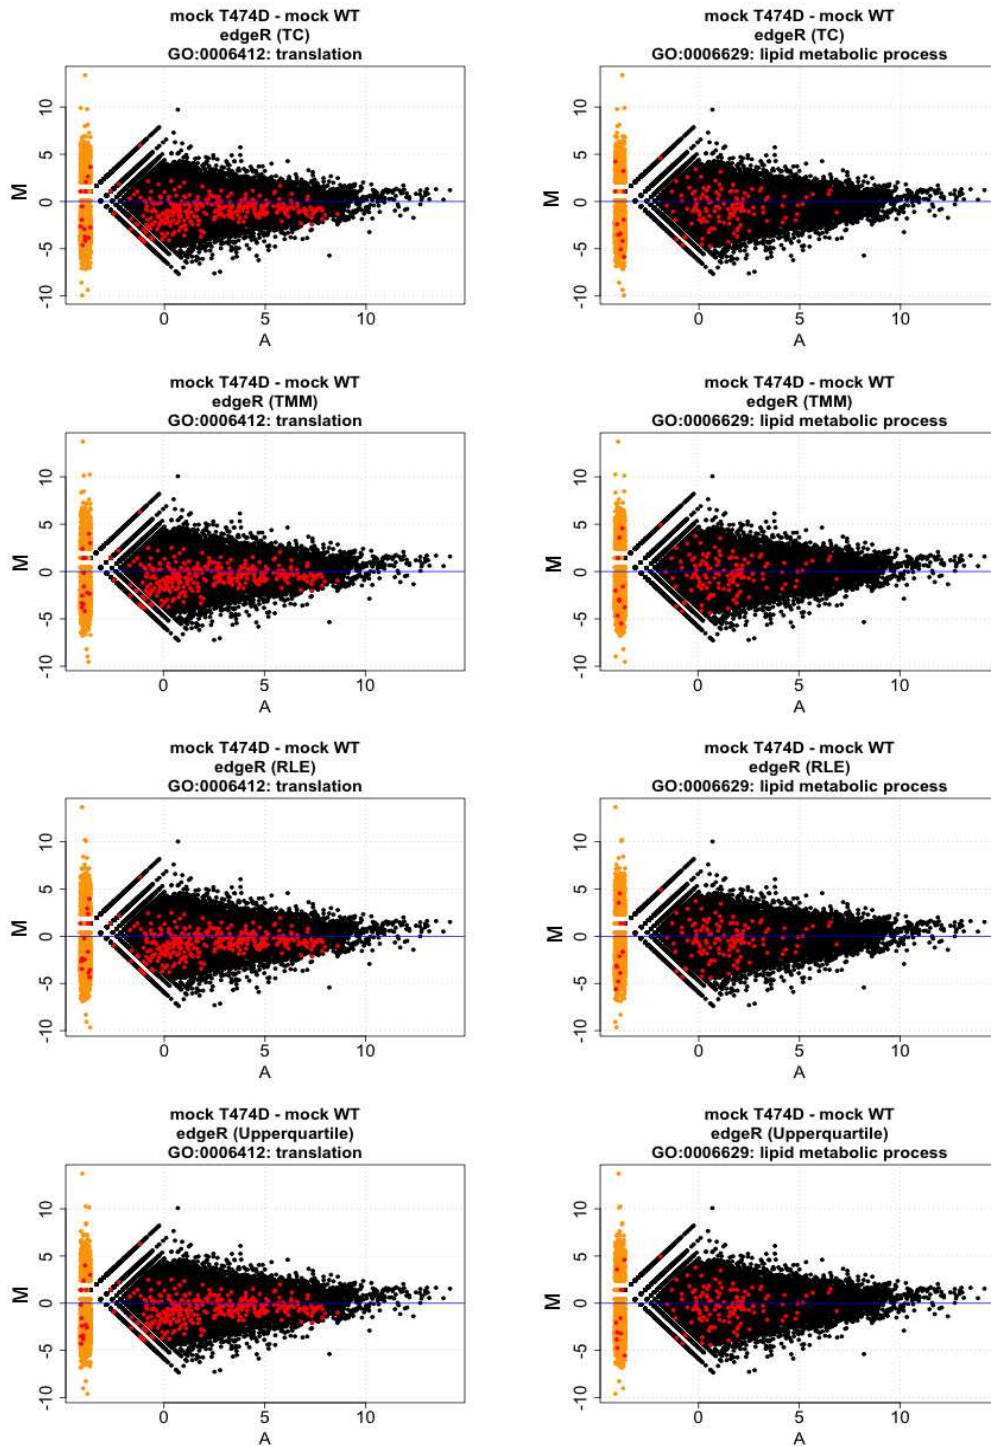 mock T474D - mock WT
edgeR (TC)
GO:0006412: translation
10
5
0
-5
-10
M
0 5 10
A
mock T474D - mock WT
edgeR (TC)
GO:0006629: lipid metabolic process
10
5
0
-5
-10
M
0 5 10
A
mock T474D - mock WT
edgeR (TMM)
GO:0006412: translation
10
5
0
-5
-10
M
0 5 10
A
mock T474D - mock WT
edgeR (TMM)
GO:0006629: lipid metabolic process
10
5
0
-5
-10
M
0 5 10
A
mock T474D - mock WT
edgeR (RLE)
GO:0006412: translation
10
5
0
-5
-10
M
0 5 10
A
mock T474D - mock WT
edgeR (RLE)
GO:0006629: lipid metabolic process
10
5
0
-5
-10
M
0 5 10
A
mock T474D - mock WT
edgeR (Upperquartile)
GO:0006412: translation
10
5
0
-5
-10
M
0 5 10
A
mock T474D - mock WT
edgeR (Upperquartile)
GO:0006629: lipid metabolic process
10
5
0
-5
-10
M
0 5 10
A